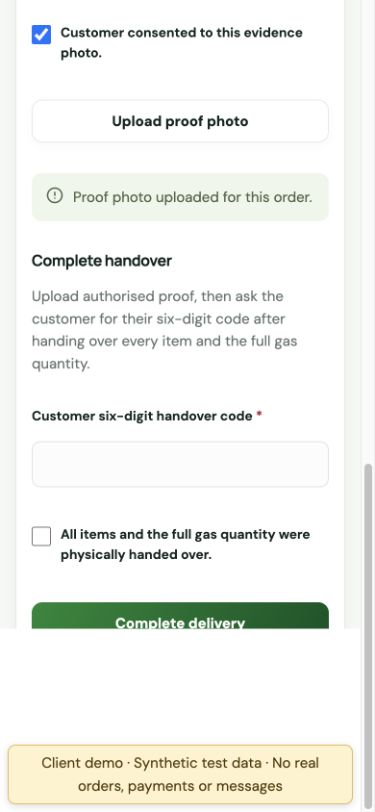 Customer consented to this evidence
photo.
Upload proof photo
Proof photo uploaded for this order.
Complete handover
Upload authorised proof, then ask the
customer for their six-digit code after
handing over every item and the full gas
quantity.
Customer six-digit handover code *
All items and the full gas quantity were
physically handed over.
Complete delivery
Client demo · Synthetic test data · No real
orders, payments or messages